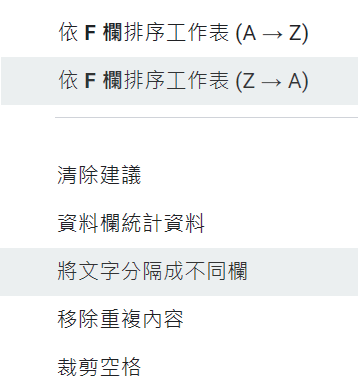 依 F 欄排序工作表 (A → Z)
依 F 欄排序工作表 (Z → A)
清除建議
資料欄統計資料
將文字分隔成不同欄
移除重複內容
裁剪空格